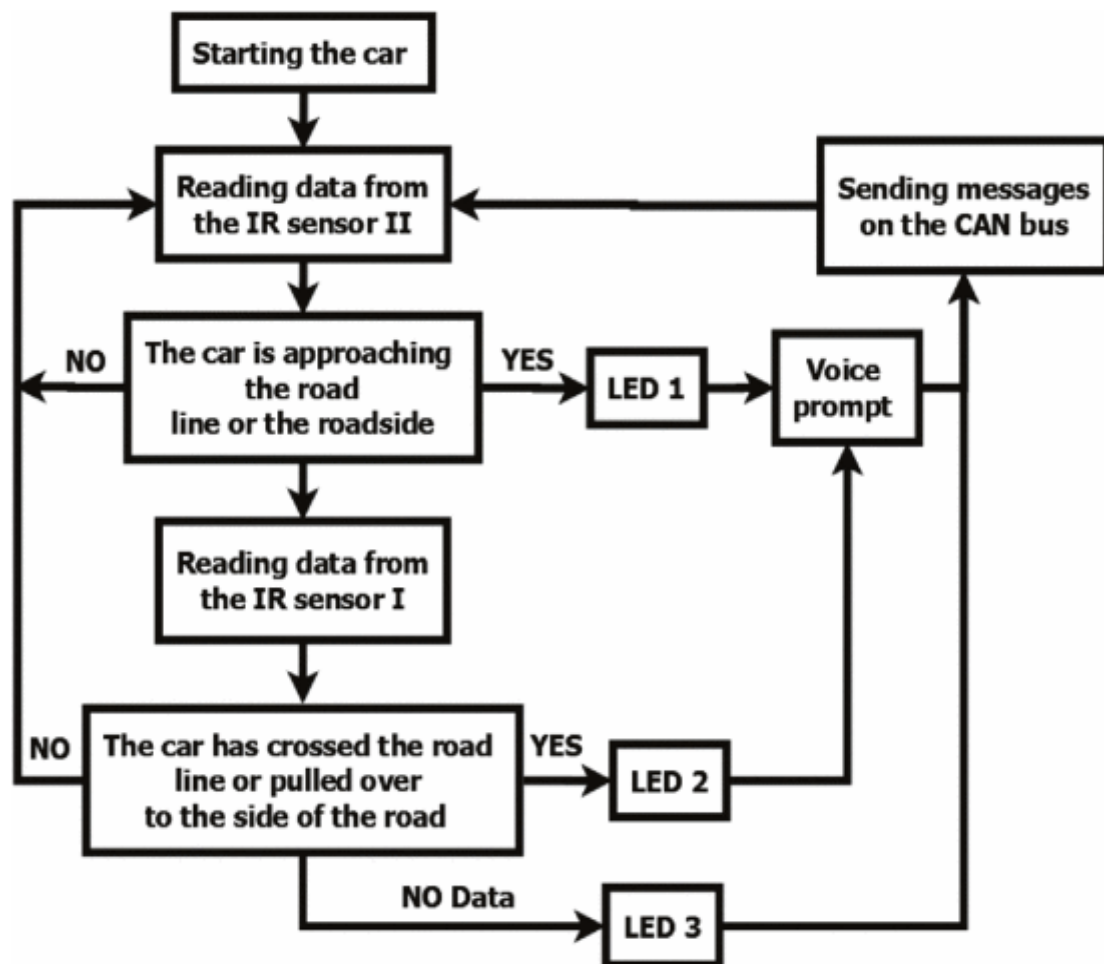 Starting the car
Reading data from
the IR sensor II
Sending messages
on the CAN bus
NO
The car is approaching
the road
line or the roadside
YES
LED 1
Voice
prompt
Reading data from
the IR sensor I
NO
The car has crossed the road
line or pulled over
to the side of the road
YES
LED 2
NO Data
LED 3